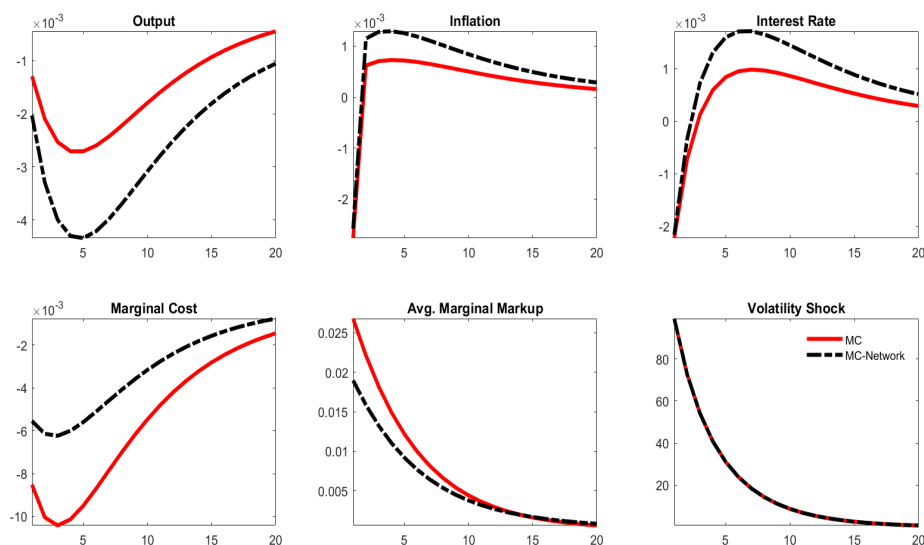 Output
Inflation
Interest Rate
×10-3
×10-3
×10-3
-1
-2
-3
-4
1
0
-1
-2
1
0
-1
-2
5 10 15 20
5 10 15 20
5 10 15 20
Marginal Cost
Avg. Marginal Markup
Volatility Shock
×10-3
-2
-4
-6
-8
-10
0.025
0.02
0.015
0.01
0.005
80
60
40
20
MC
MC-Network
5 10 15 20
5 10 15 20
5 10 15 20